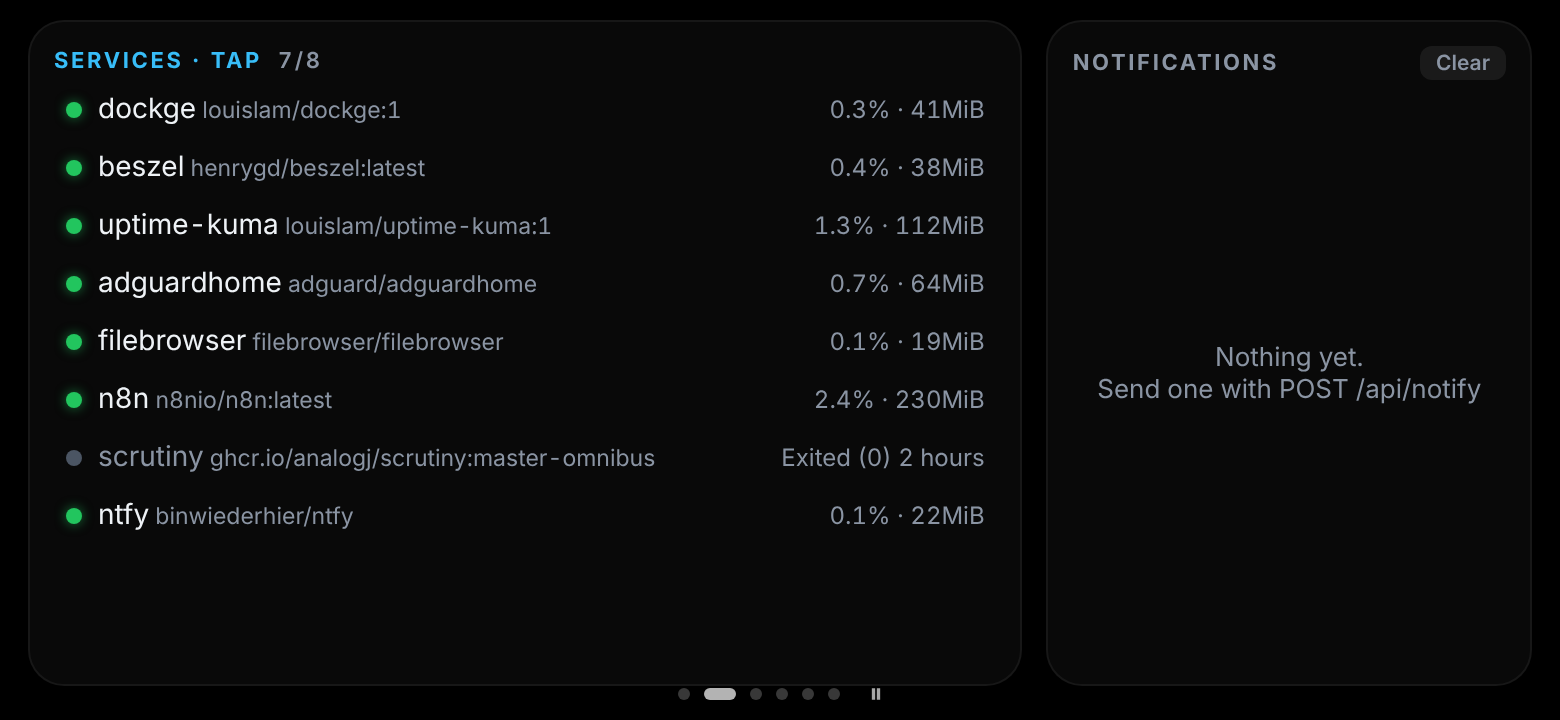 SERVICES · TAP 7/8
dockge louislam/dockge:1 0.3% · 41MiB
beszel henrygd/beszel:latest 0.4% · 38MiB
uptime-kuma louislam/uptime-kuma:1 1.3% · 112MiB
adguardhome adguard/adguardhome 0.7% · 64MiB
filebrowser filebrowser/filebrowser 0.1% · 19MiB
n8n n8nio/n8n:latest 2.4% · 230MiB
scrutiny ghcr.io/analogj/scrutiny:master-omnibus Exited (0) 2 hours
ntfy binwiederhier/ntfy 0.1% · 22MiB
NOTIFICATIONS Clear
Nothing yet.
Send one with POST /api/notify